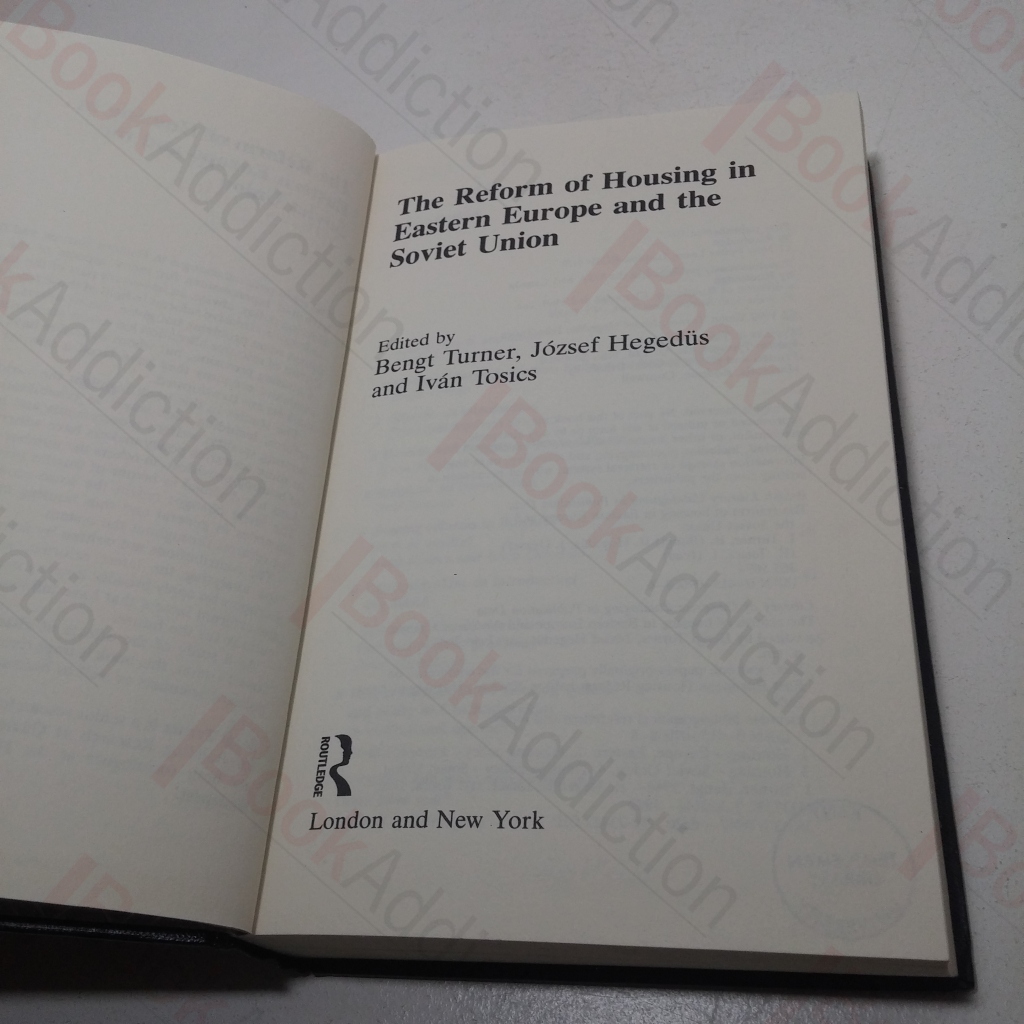 The Reform of Housing in
Eastern Europe and the
Soviet Union
Edited by
Bengt Turner, József Hegedüs
and Iván Tosics
ROUTLEDGE
London and New York
BookAddiction